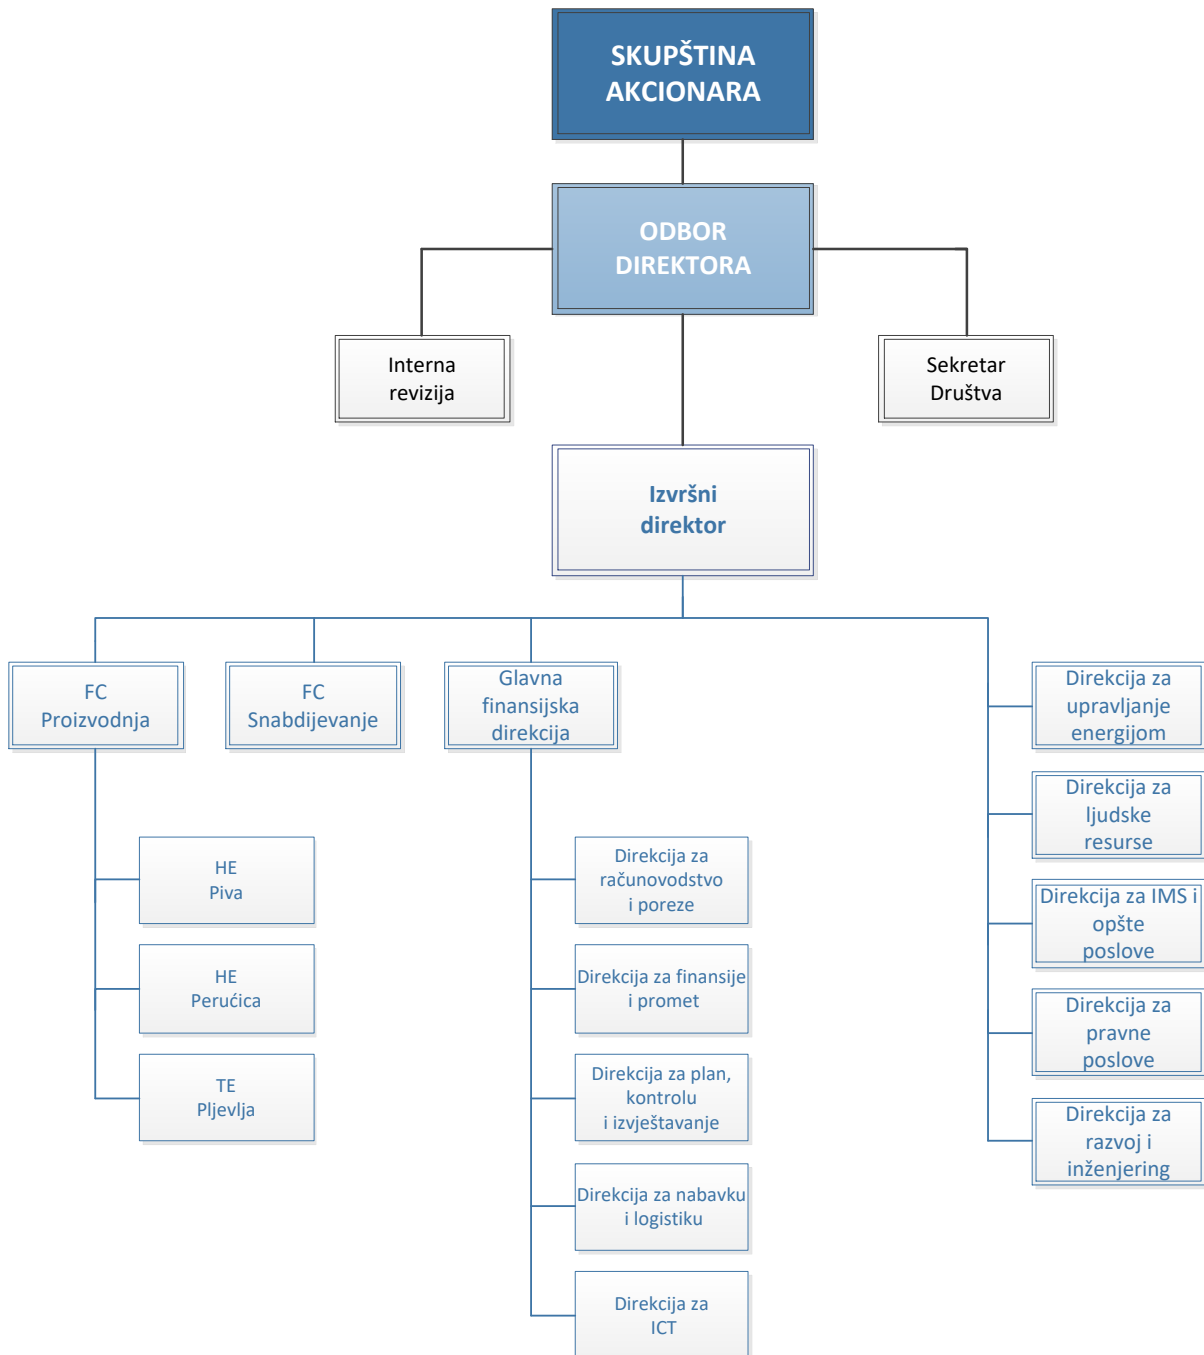 SKUPŠTINA
AKCIONARA
ODBOR
DIREKTORA
Interna
revizija
Sekretar
Društva
Izvršni
direktor
FC
Proizvodnja
FC
Snabdijevanje
Glavna
finansijska
direkcija
Direkcija za
upravljanje
energijom
Direkcija za
ljudske
resurse
Direkcija za IMS i
opšte
poslove
Direkcija za
pravne
poslove
Direkcija za
razvoj i
inženjering
HE
Piva
HE
Perućica
TE
Pljevlja
Direkcija za
računovodstvo
i poreze
Direkcija za finansije
i promet
Direkcija za plan,
kontrolu
i izvještavanje
Direkcija za nabavku
i logistiku
Direkcija za
ICT